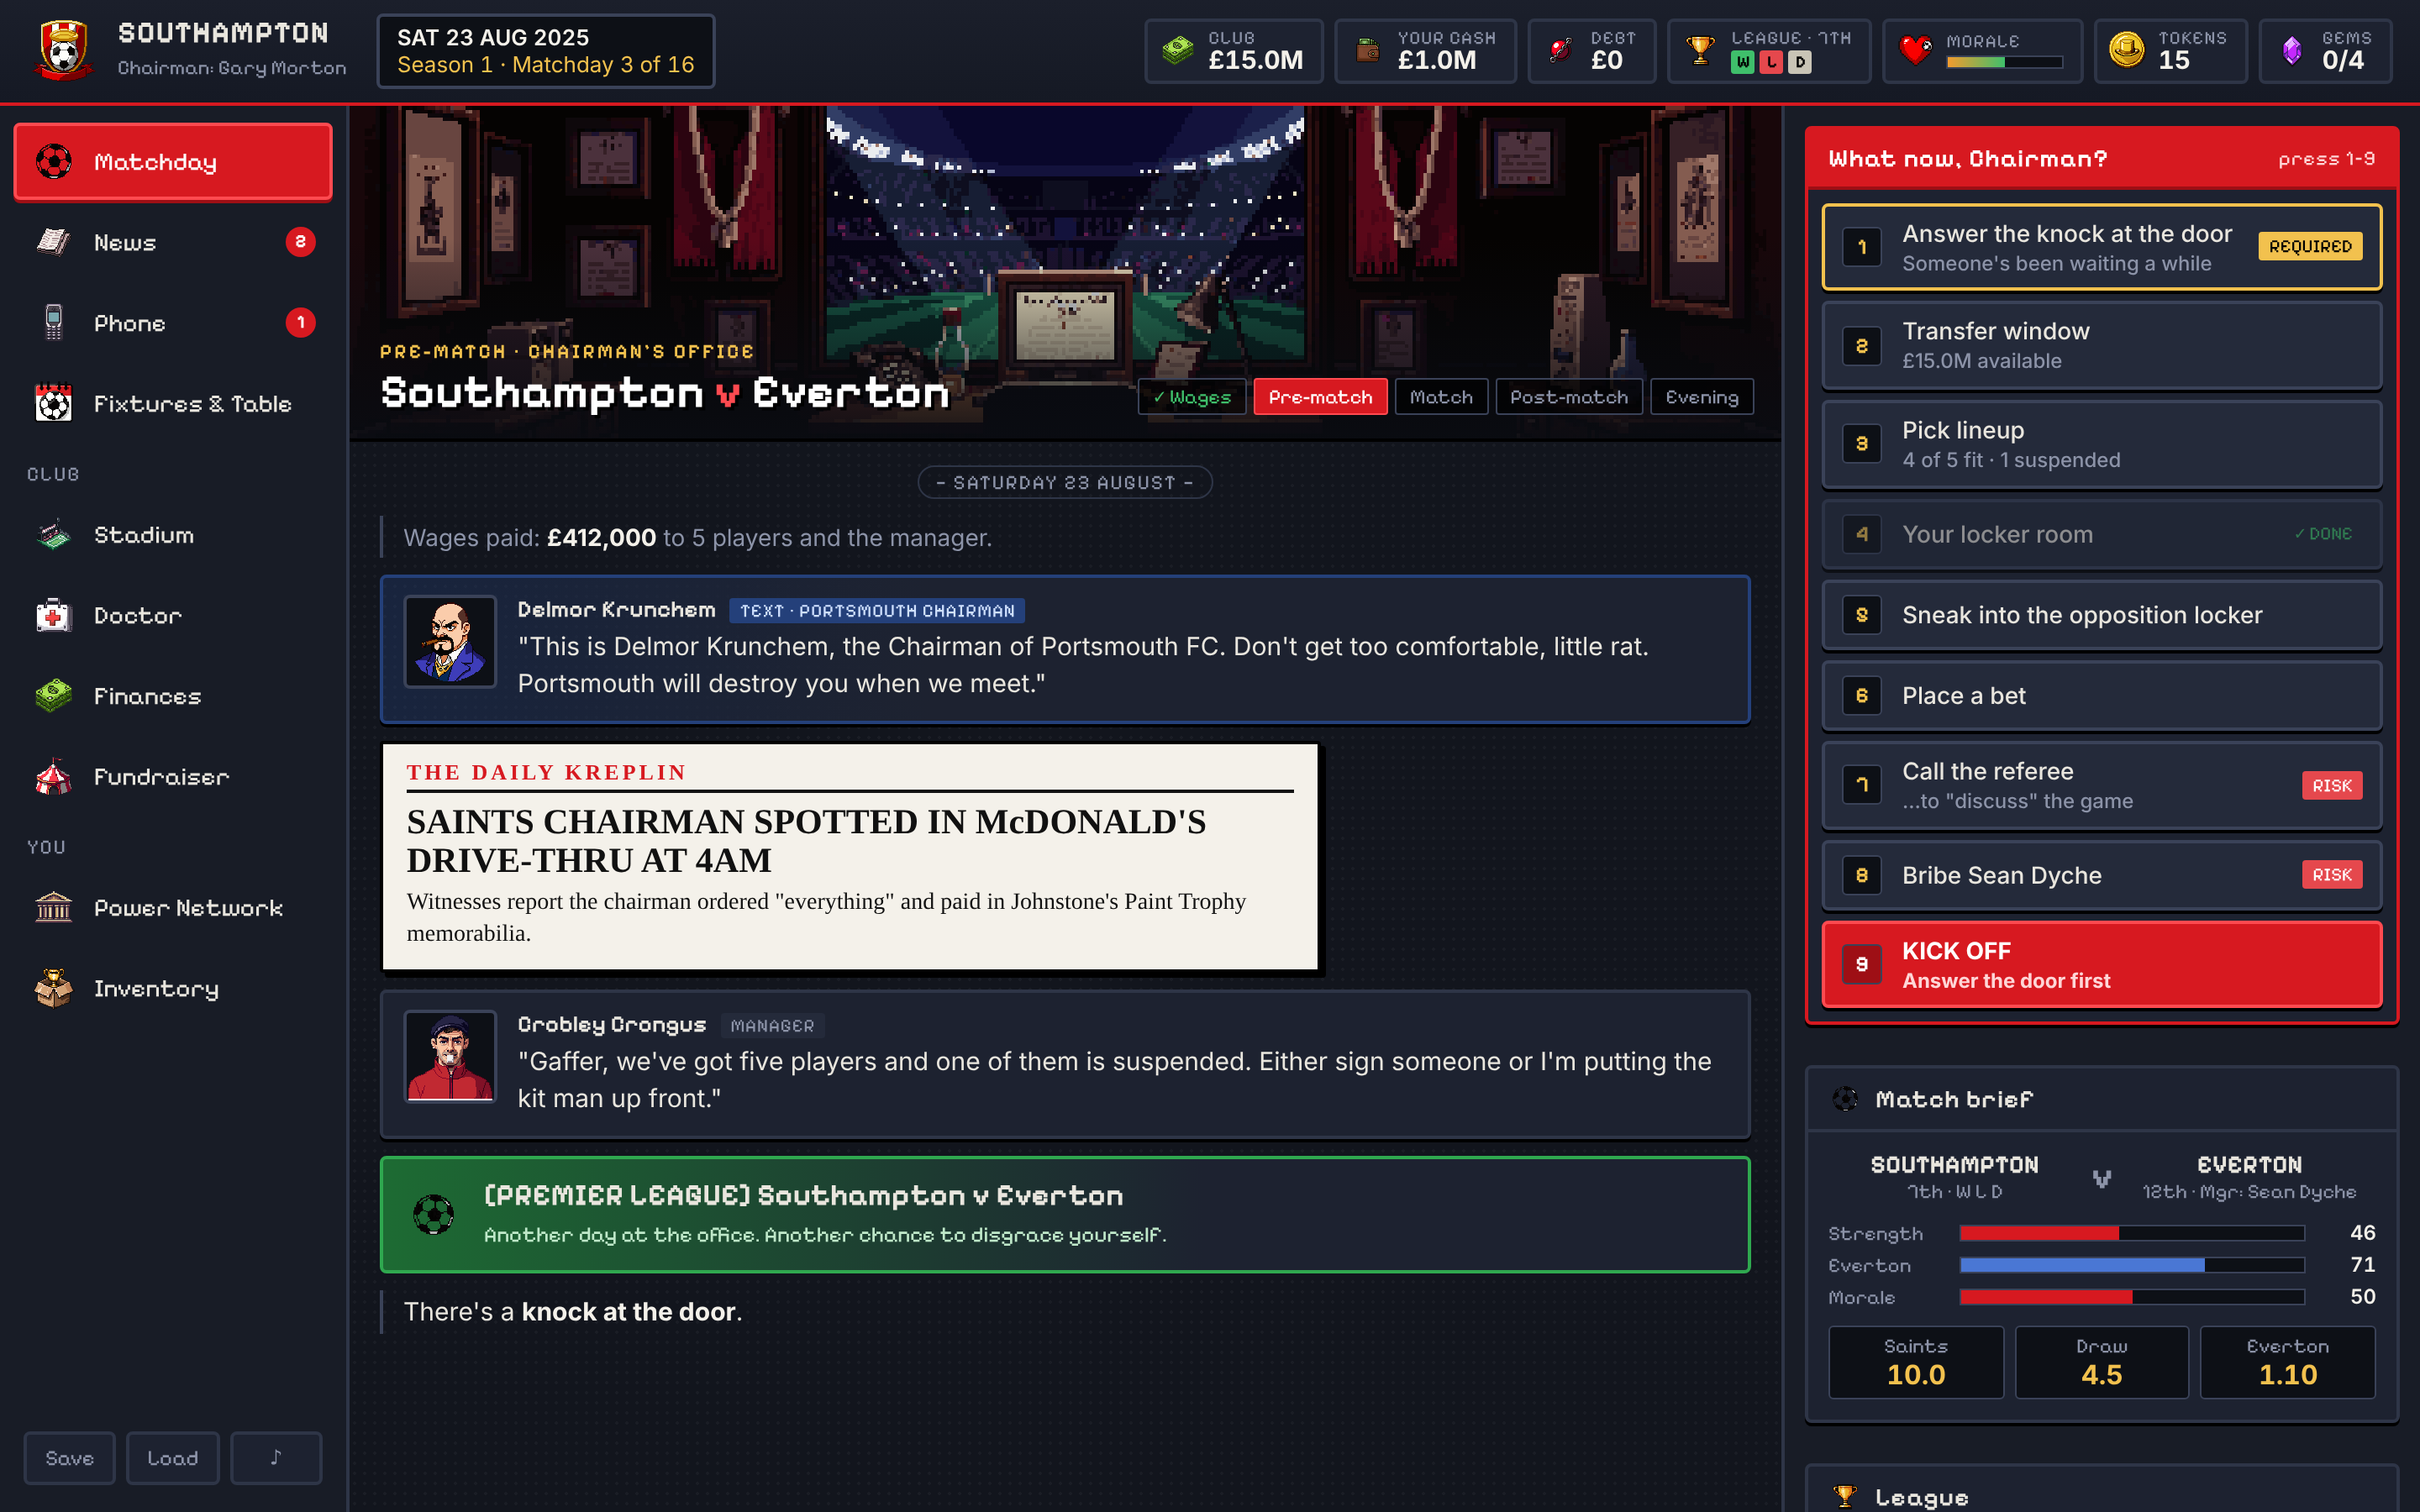 SOUTHAMPTON
Chairman: Gary Morton
SAT 23 AUG 2025
Season 1 · Matchday 3 of 16
CLUB
£15.0M
YOUR CASH
£1.0M
DEBT
£0
LEAGUE · 7TH
W L D
MORALE
TOKENS
15
GEMS
0/4
Matchday
News
8
Phone
1
Fixtures & Table
CLUB
Stadium
Doctor
Finances
Fundraiser
YOU
Power Network
Inventory
Save
Load
♪
PRE-MATCH · CHAIRMAN'S OFFICE
Southampton v Everton
✓ Wages
Pre-match
Match
Post-match
Evening
– SATURDAY 23 AUGUST –
Wages paid: £412,000 to 5 players and the manager.
Delmor Krunchem
TEXT · PORTSMOUTH CHAIRMAN
"This is Delmor Krunchem, the Chairman of Portsmouth FC. Don't get too comfortable, little rat.
Portsmouth will destroy you when we meet."
THE DAILY KREPLIN
SAINTS CHAIRMAN SPOTTED IN McDONALD'S
DRIVE-THRU AT 4AM
Witnesses report the chairman ordered "everything" and paid in Johnstone's Paint Trophy
memorabilia.
Crobley Crongus
MANAGER
"Gaffer, we've got five players and one of them is suspended. Either sign someone or I'm putting the
kit man up front."
[PREMIER LEAGUE] Southampton v Everton
Another day at the office. Another chance to disgrace yourself.
There's a knock at the door.
What now, Chairman?
press 1-9
1
Answer the knock at the door
Someone's been waiting a while
REQUIRED
2
Transfer window
£15.0M available
3
Pick lineup
4 of 5 fit · 1 suspended
4
Your locker room
✓ DONE
5
Sneak into the opposition locker
6
Place a bet
7
Call the referee
...to "discuss" the game
RISK
8
Bribe Sean Dyche
RISK
9
KICK OFF
Answer the door first
Match brief
SOUTHAMPTON
7th · W L D
v
EVERTON
12th · Mgr: Sean Dyche
Strength
46
Everton
71
Morale
50
Saints
10.0
Draw
4.5
Everton
1.10
League